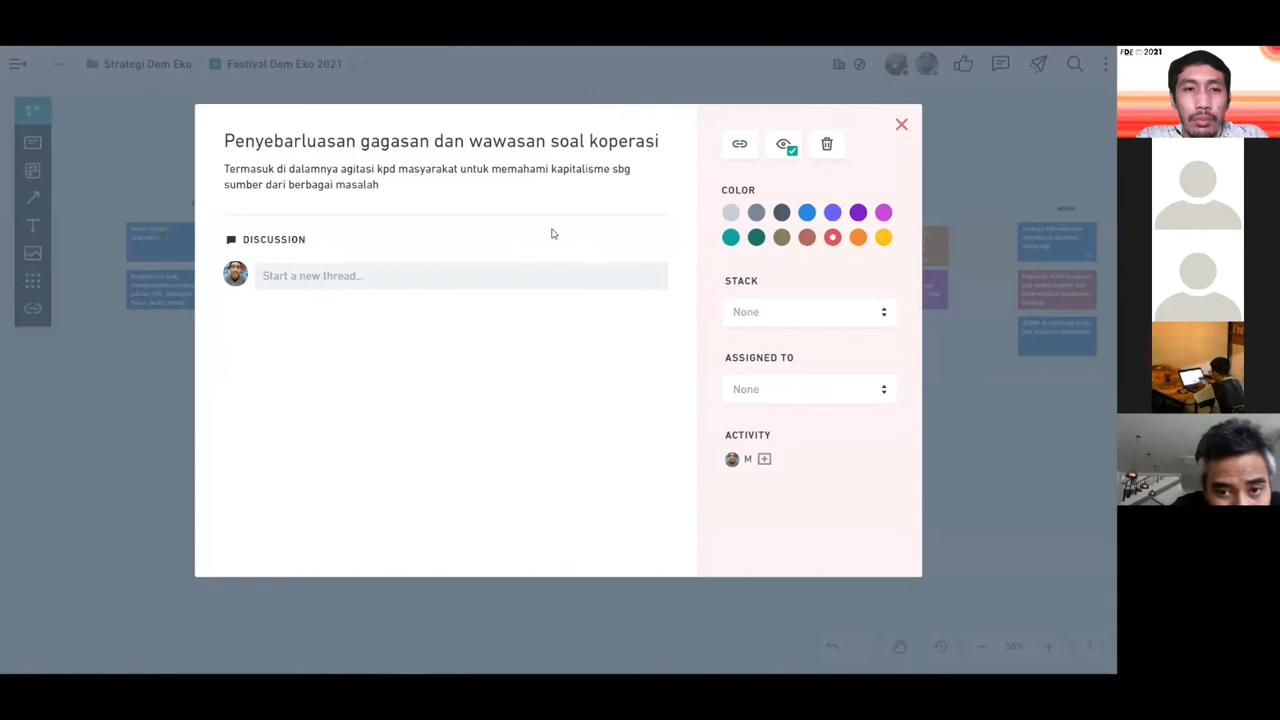 FDE 2021
Strategi Dem Eko
Festival Dem Eko 2021
Penyebarluasan gagasan dan wawasan soal koperasi
Termasuk di dalamnya agitasi kpd masyarakat untuk memahami kapitalisme sbg
sumber dari berbagai masalah
DISCUSSION
Start a new thread...
COLOR
STACK
None
ASSIGNED TO
None
ACTIVITY
M
50%
?